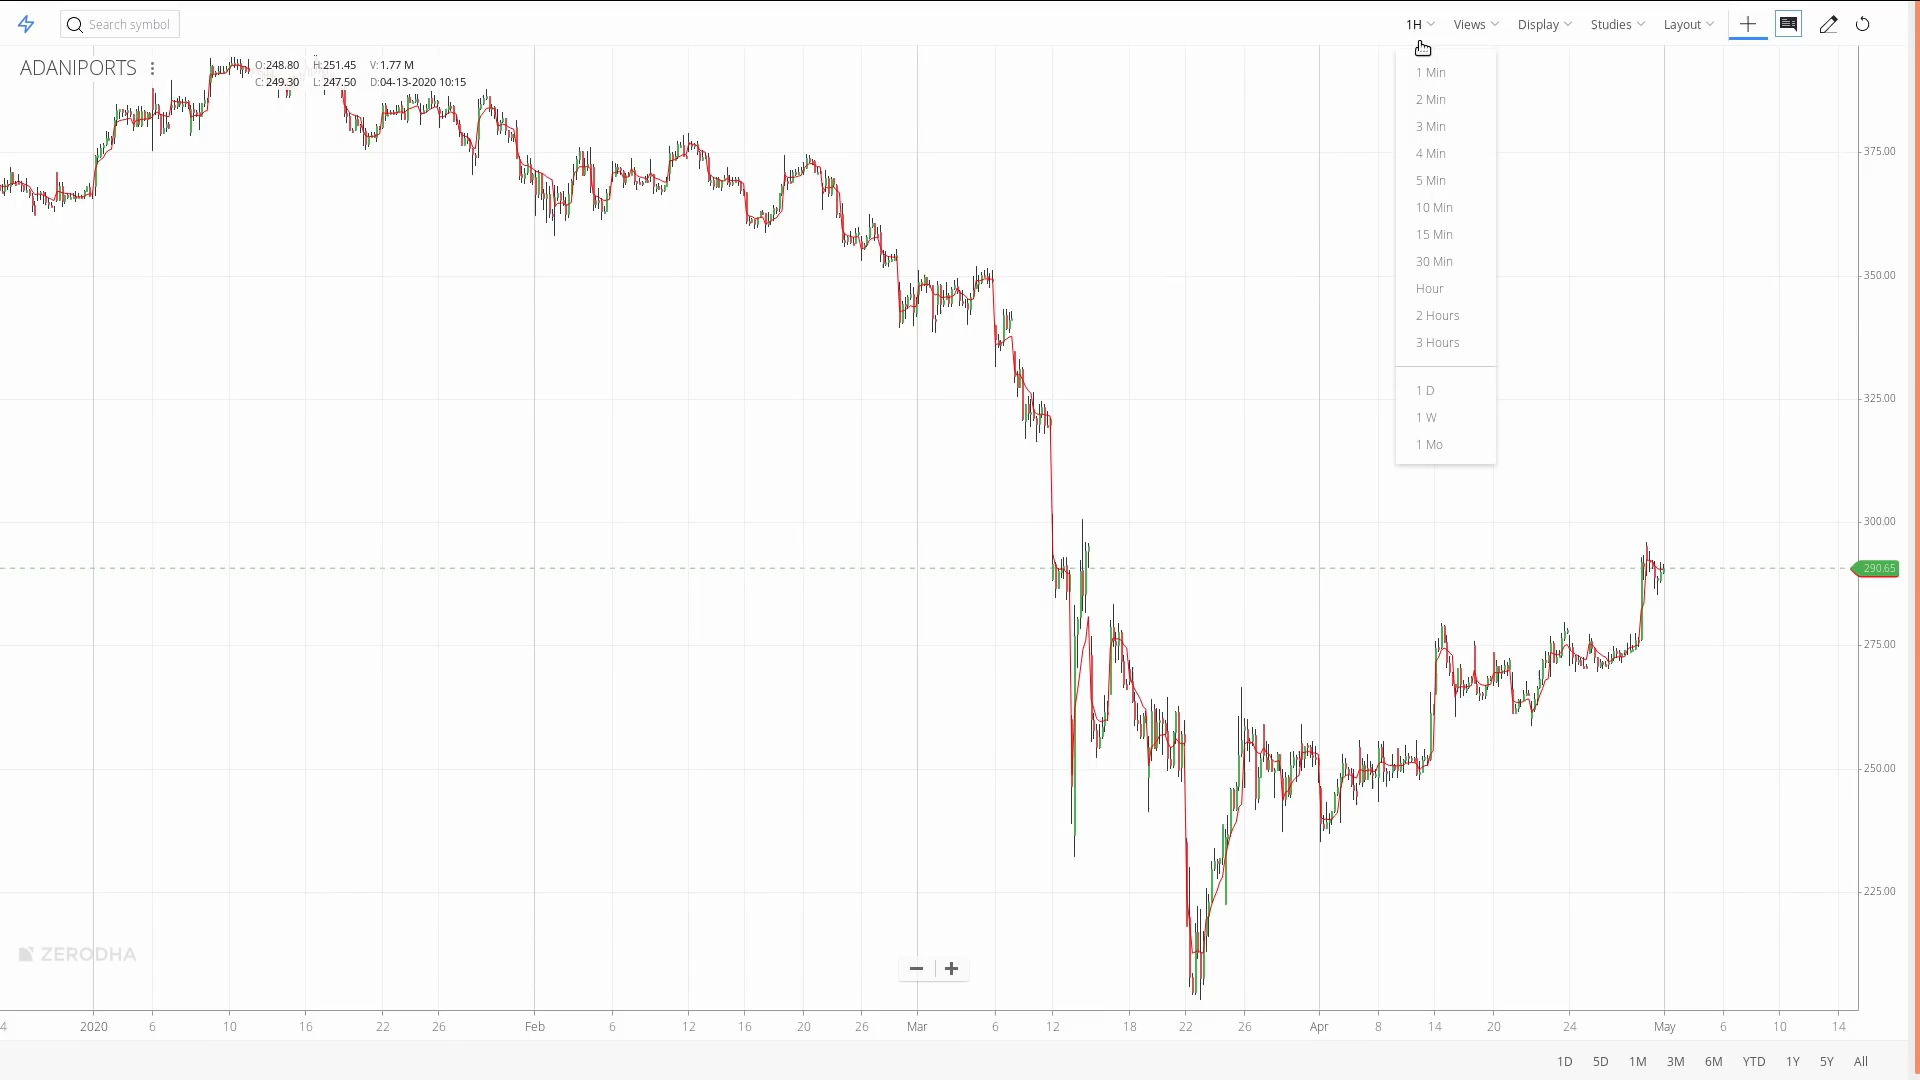 Search symbol
1H
Views
Display
Studies
Layout
ADANIPORTS
O:248.80 H:251.45 V:1.77 M
C: 249.30 L: 247.50 D:04-13-2020 10:15
1 Min
2 Min
3 Min
4 Min
5 Min
10 Min
15 Min
30 Min
Hour
2 Hours
3 Hours
1 D
1 W
1 Mo
375.00
350.00
325.00
300.00
290.65
275.00
250.00
225.00
ZERODHA
4 2020 6 10 16 22 26 Feb 6 12 16 20 26 Mar 6 12 18 22 26 Apr 8 14 20 24 May 6 10 14
1D 5D 1M 3M 6M YTD 1Y 5Y All